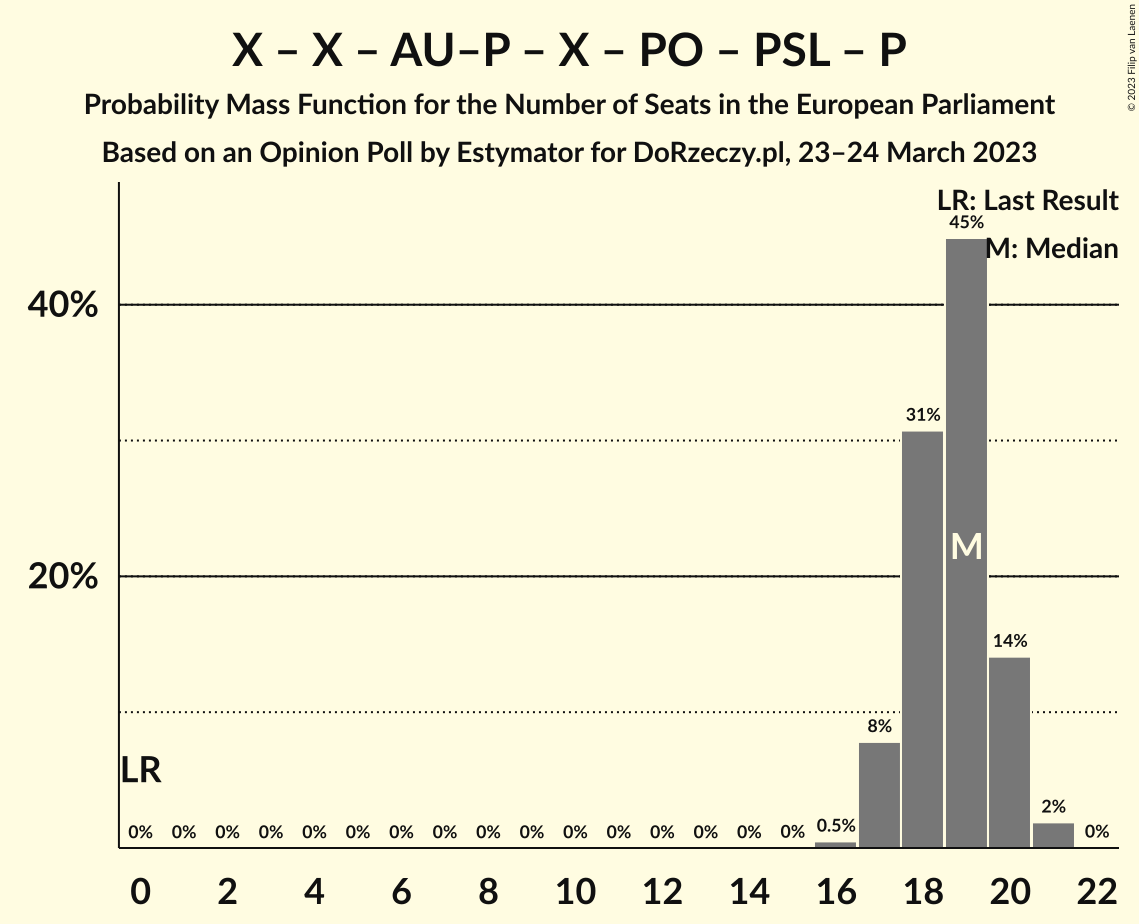 X – X – AU–P – X – PO – PSL – P
Probability Mass Function for the Number of Seats in the European Parliament
Based on an Opinion Poll by Estymator for DoRzeczy.pl, 23–24 March 2023
© 2023 Filip van Laenen
LR: Last Result
M: Median
45%
40%
31%
M
20%
14%
8%
LR
2%
0% 0% 0% 0% 0% 0% 0% 0% 0% 0% 0% 0% 0% 0% 0% 0% 0.5% 0%
0 2 4 6 8 10 12 14 16 18 20 22